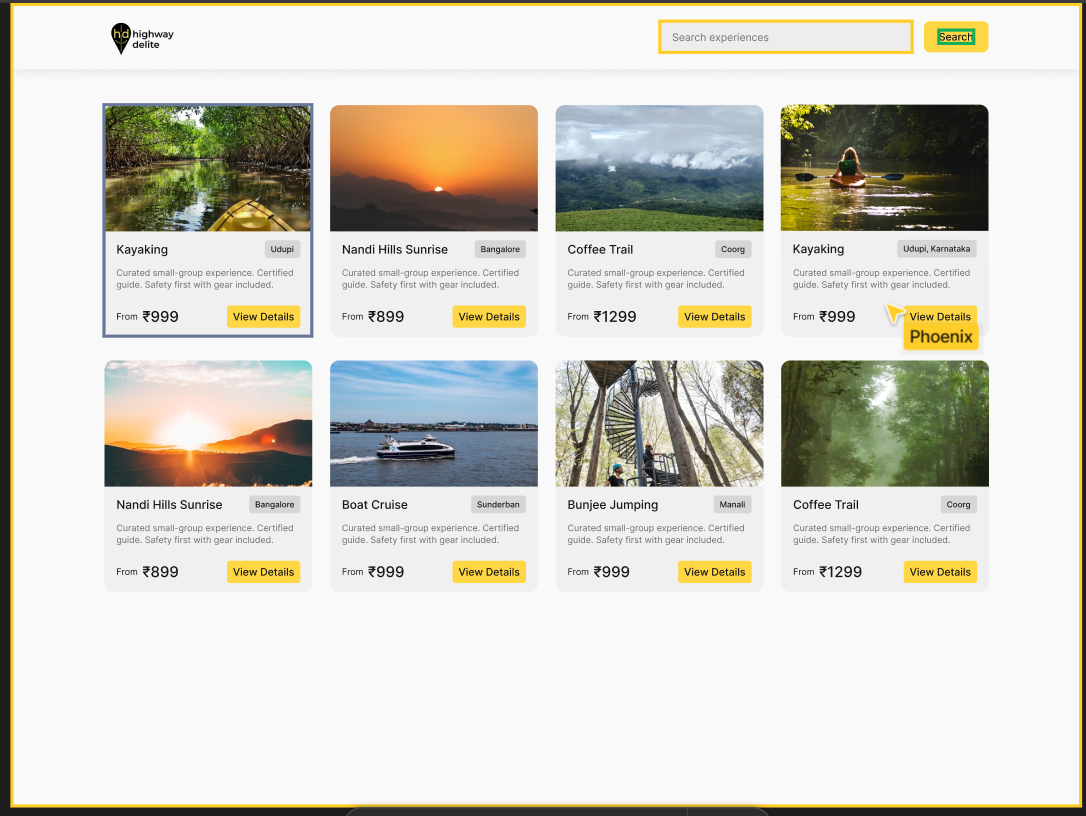 hd highway
delite
Search experiences
Search
Kayaking
Udupi
Curated small-group experience. Certified
guide. Safety first with gear included.
From ₹999
View Details
Nandi Hills Sunrise
Bangalore
Curated small-group experience. Certified
guide. Safety first with gear included.
From ₹899
View Details
Coffee Trail
Coorg
Curated small-group experience. Certified
guide. Safety first with gear included.
From ₹1299
View Details
Kayaking
Udupi, Karnataka
Curated small-group experience. Certified
guide. Safety first with gear included.
From ₹999
View Details
Phoenix
Nandi Hills Sunrise
Bangalore
Curated small-group experience. Certified
guide. Safety first with gear included.
From ₹899
View Details
Boat Cruise
Sunderban
Curated small-group experience. Certified
guide. Safety first with gear included.
From ₹999
View Details
Bunjee Jumping
Manali
Curated small-group experience. Certified
guide. Safety first with gear included.
From ₹999
View Details
Coffee Trail
Coorg
Curated small-group experience. Certified
guide. Safety first with gear included.
From ₹1299
View Details